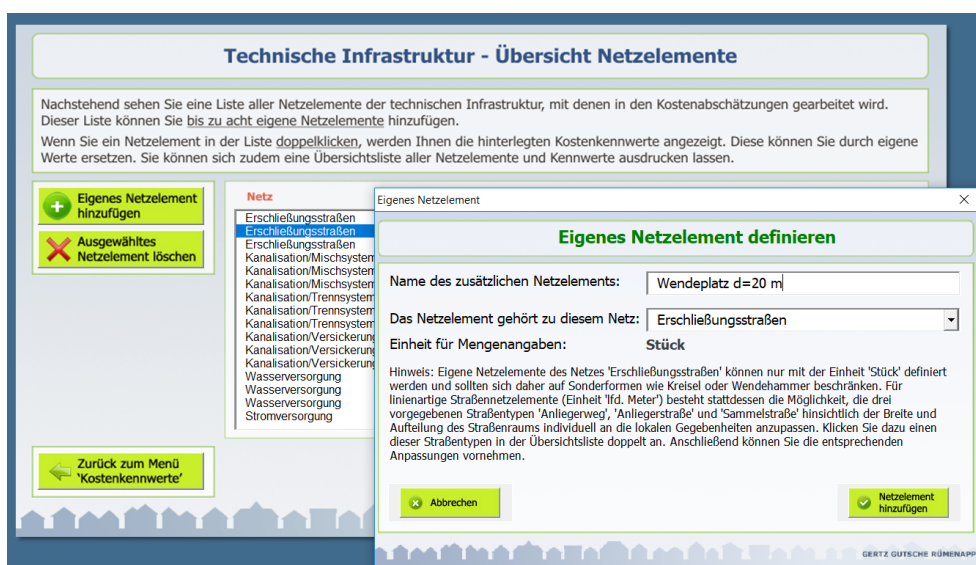 Technische Infrastruktur - Übersicht Netzelemente
Nachstehend sehen Sie eine Liste aller Netzelemente der technischen Infrastruktur, mit denen in den Kostenabschätzungen gearbeitet wird.
Dieser Liste können Sie bis zu acht eigene Netzelemente hinzufügen.
Wenn Sie ein Netzelement in der Liste doppelklicken, werden Ihnen die hinterlegten Kostenkennwerte angezeigt. Diese können Sie durch eigene
Werte ersetzen. Sie können sich zudem eine Übersichtsliste aller Netzelemente und Kennwerte ausdrucken lassen.
Eigenes Netzelement
hinzufügen
Ausgewähltes
Netzelement löschen
Netz
Erschließungsstraßen
Erschließungsstraßen
Erschließungsstraßen
Kanalisation/Mischsystem
Kanalisation/Mischsystem
Kanalisation/Mischsystem
Kanalisation/Trennsystem
Kanalisation/Trennsystem
Kanalisation/Trennsystem
Kanalisation/Versickerung
Kanalisation/Versickerung
Kanalisation/Versickerung
Wasserversorgung
Wasserversorgung
Wasserversorgung
Stromversorgung
Zurück zum Menü
'Kostenkennwerte'
Eigenes Netzelement
Eigenes Netzelement definieren
Name des zusätzlichen Netzelements: Wendeplatz d=20 m
Das Netzelement gehört zu diesem Netz: Erschließungsstraßen
Einheit für Mengenangaben: Stück
Hinweis: Eigene Netzelemente des Netzes 'Erschließungsstraßen' können nur mit der Einheit 'Stück' definiert
werden und sollten sich daher auf Sonderformen wie Kreisel oder Wendehammer beschränken. Für
linienartige Straßennetzelemente (Einheit 'lfd. Meter') besteht stattdessen die Möglichkeit, die drei
vorgegebenen Straßentypen 'Anliegerweg', 'Anliegerstraße' und 'Sammelstraße' hinsichtlich der Breite und
Aufteilung des Straßenraums individuell an die lokalen Gegebenheiten anzupassen. Klicken Sie dazu einen
dieser Straßentypen in der Übersichtsliste doppelt an. Anschließend können Sie die entsprechenden
Anpassungen vornehmen.
Abbrechen
Netzelement
hinzufügen
GERTZ GUTSCHE RÜMENAPP